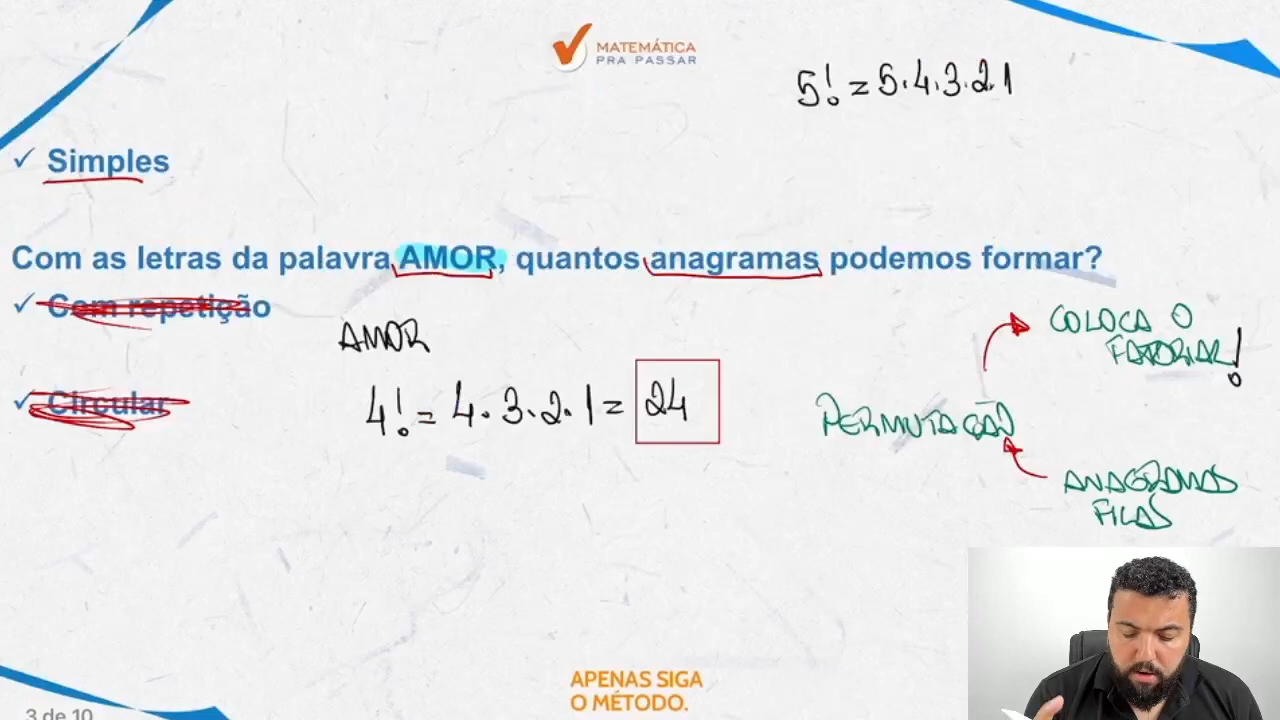 MATEMÁTICA
PRA PASSAR
5! = 5.4.3.2.1
✓ Simples
Com as letras da palavra AMOR, quantos anagramas podemos formar?
✓ Com repetição
AMOR
✓ Circular
4! = 4.3.2.1 = 24
COLOCA O
FATORIAL!
PERMUTAÇÃO
ANAGRAMAS
FILAS
APENAS SIGA
O MÉTODO.
3 de 10